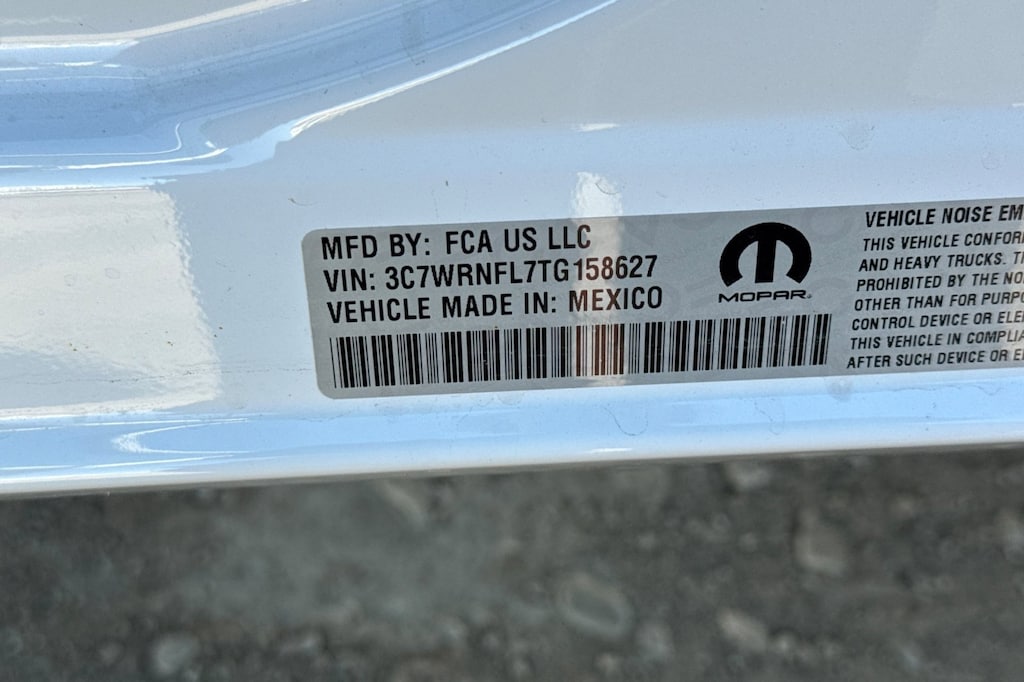 MFD BY: FCA US LLC
VIN: 3C7WRNFL7TG158627
VEHICLE MADE IN: MEXICO
MOPAR
VEHICLE NOISE EM
THIS VEHICLE CONFOR
AND HEAVY TRUCKS. T
PROHIBITED BY THE NO
OTHER THAN FOR PURPO
CONTROL DEVICE OR ELE
THIS VEHICLE IN COMPLIA
AFTER SUCH DEVICE OR E